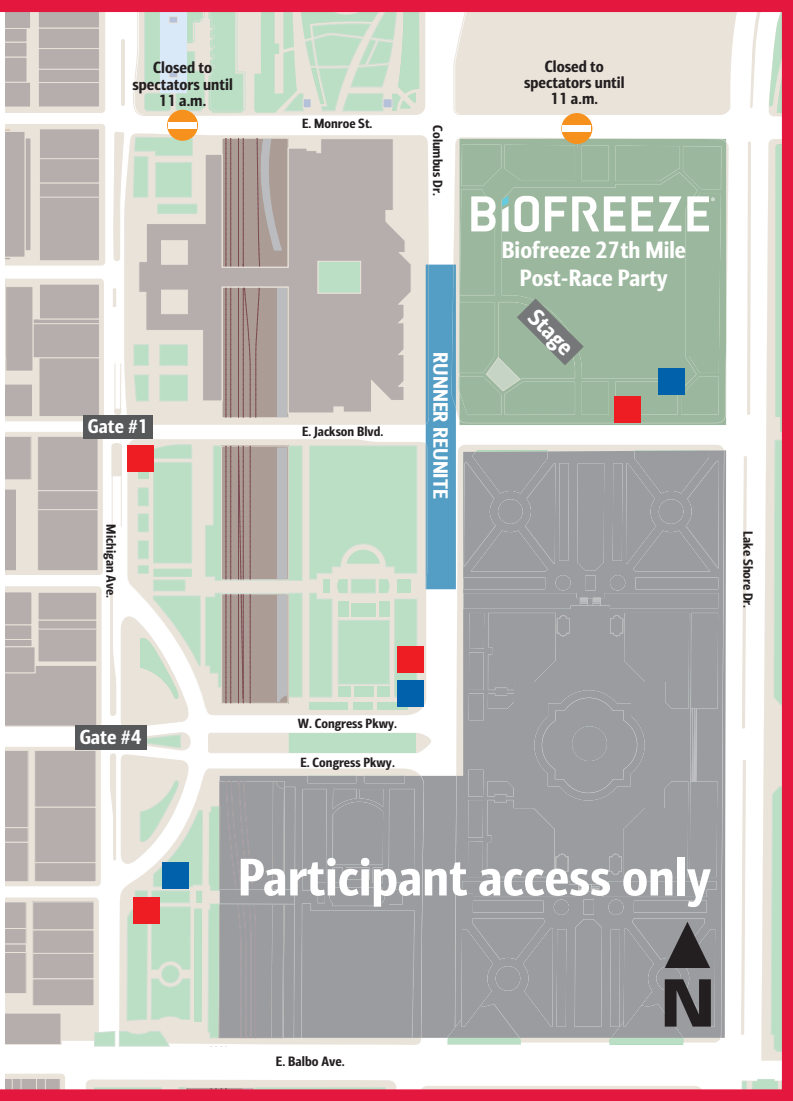 Closed to
spectators until
11 a.m.
Closed to
spectators until
11 a.m.
E. Monroe St.
Columbus Dr.
BIOFREEZE®
Biofreeze 27th Mile
Post-Race Party
Stage
RUNNER REUNITE
Gate #1
E. Jackson Blvd.
Michigan Ave.
Lake Shore Dr.
W. Congress Pkwy.
Gate #4
E. Congress Pkwy.
Participant access only
N
E. Balbo Ave.